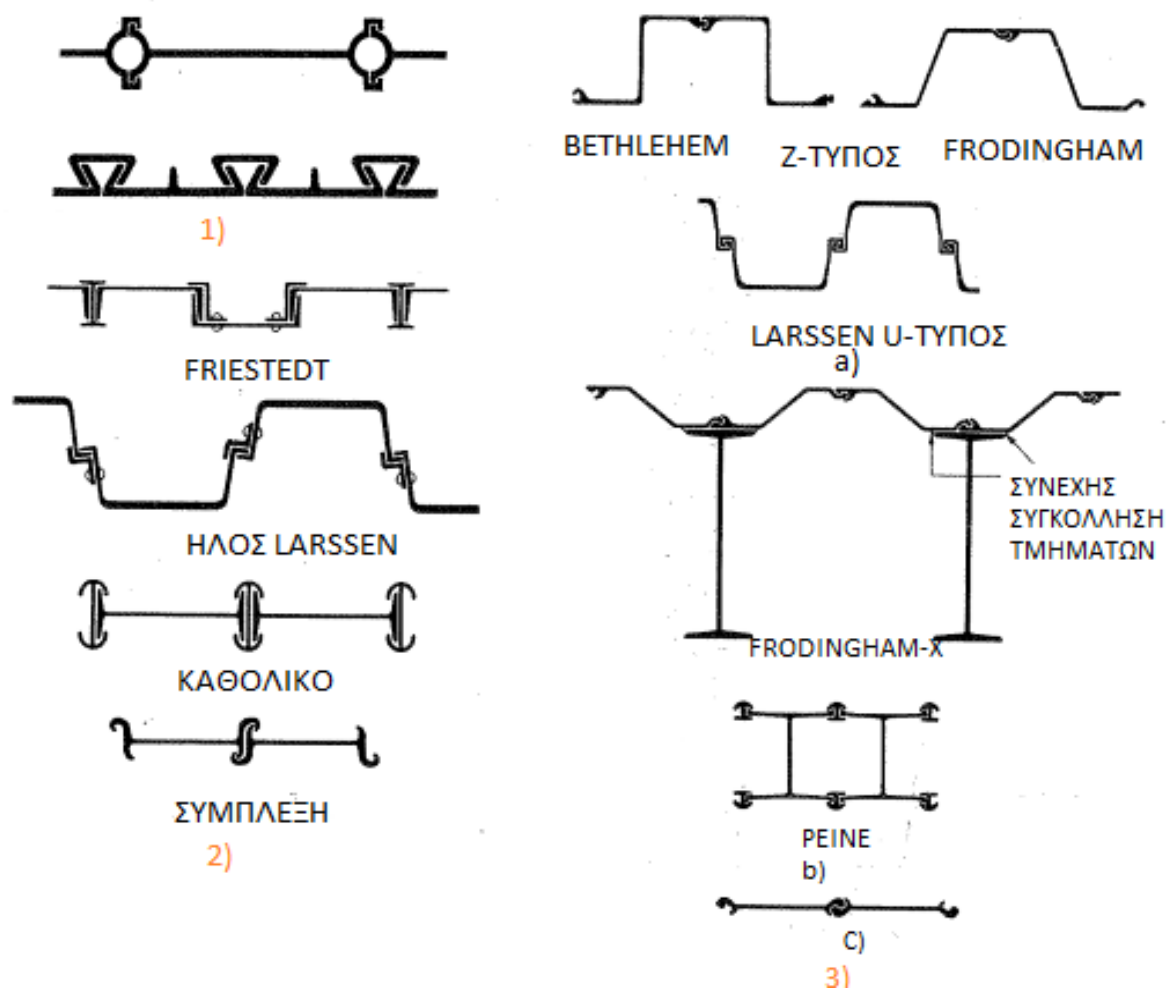 1)
FRIESTEDT
ΗΛΟΣ LARSSEN
ΚΑΘΟΛΙΚΟ
ΣΥΜΠΛΕΞΗ
2)
BETHLEHEM
Ζ-ΤΥΠΟΣ
FRODINGHAM
LARSSEN U-ΤΥΠΟΣ
a)
ΣΥΝΕΧΗΣ
ΣΥΓΚΟΛΛΗΣΗ
ΤΜΗΜΑΤΩΝ
FRODINGHAM-X
PEINE
b)
C)
3)